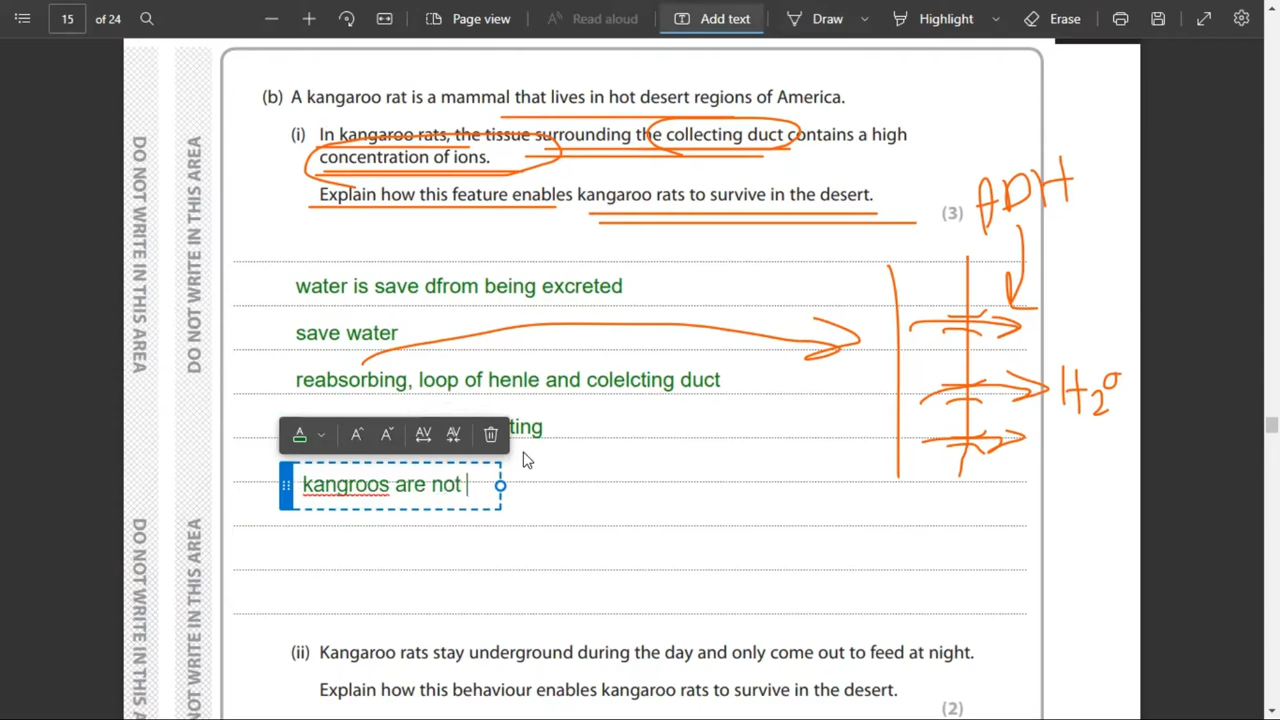 15 of 24 Page view Read aloud Add text Draw Highlight Erase
DO NOT WRITE IN THIS AREA
DO NOT WRITE IN THIS AREA
DO NOT WRITE IN THIS A
NOT WRITE IN THIS A
(b) A kangaroo rat is a mammal that lives in hot desert regions of America.
(i) In kangaroo rats, the tissue surrounding the collecting duct contains a high
concentration of ions.
Explain how this feature enables kangaroo rats to survive in the desert.
(3)
ADH
water is save dfrom being excreted
save water
reabsorbing, loop of henle and colelcting duct
H2O
ting
kangroos are not
(ii) Kangaroo rats stay underground during the day and only come out to feed at night.
Explain how this behaviour enables kangaroo rats to survive in the desert.
(2)